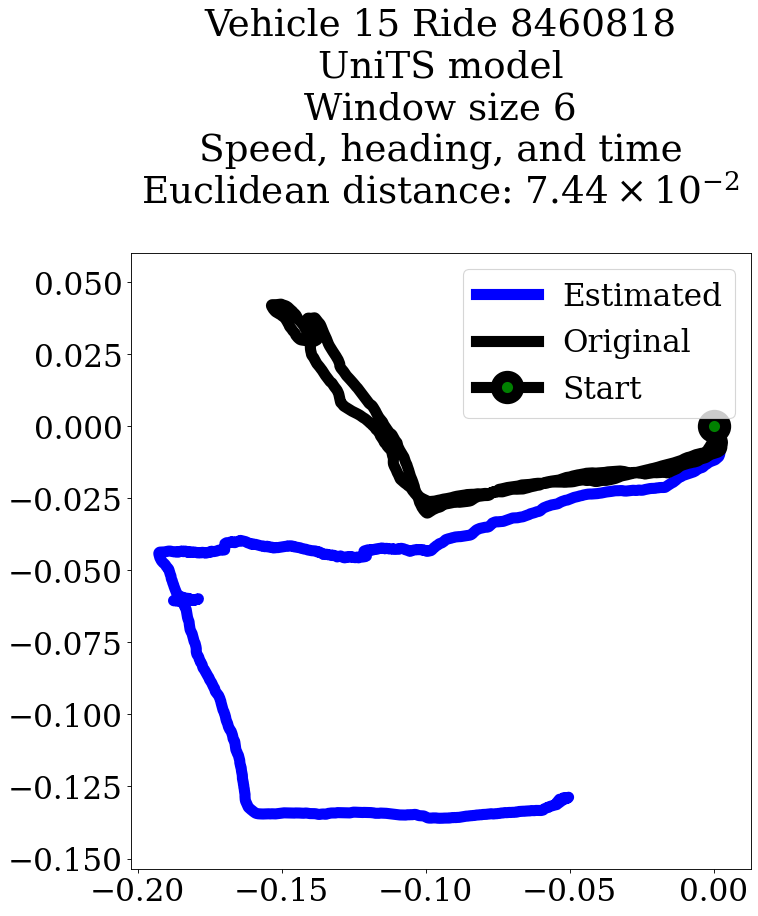 Vehicle 15 Ride 8460818
UniTS model
Window size 6
Speed, heading, and time
Euclidean distance: 7.44 × 10⁻²
Estimated
Original
Start
0.050
0.025
0.000
−0.025
−0.050
−0.075
−0.100
−0.125
−0.150
−0.20 −0.15 −0.10 −0.05 0.00